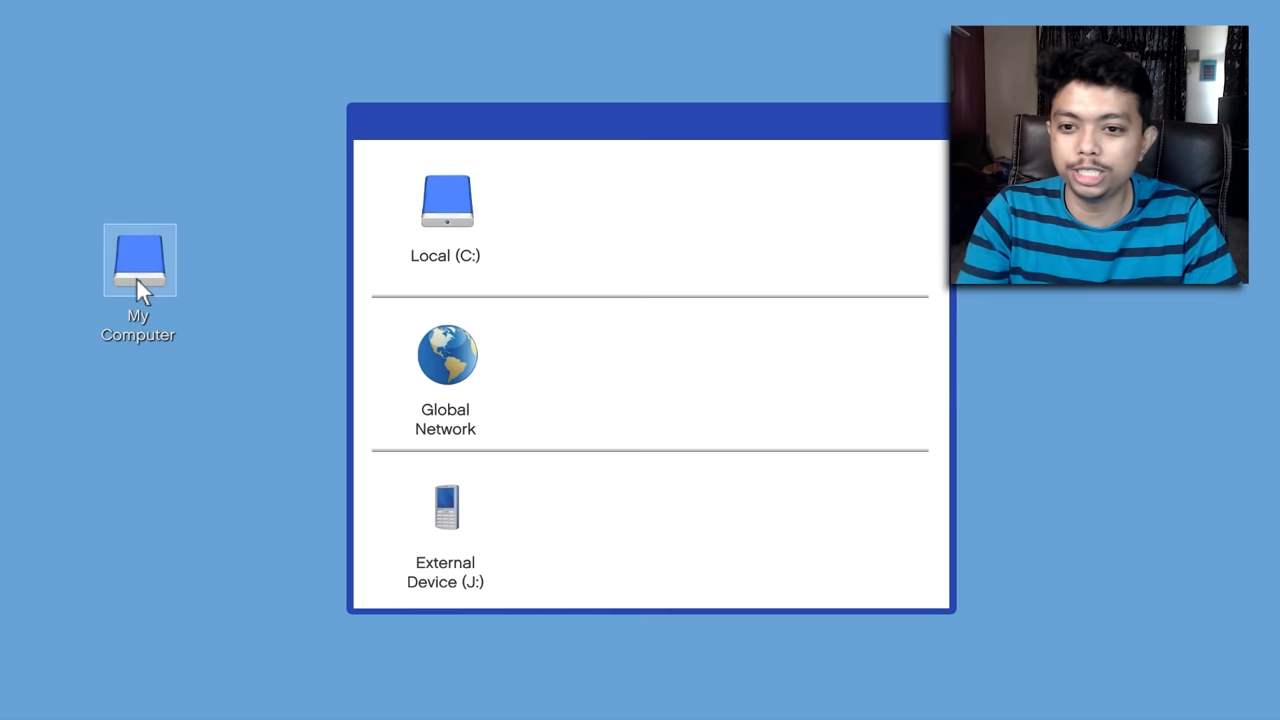 My
Computer
Local (C:)
Global
Network
External
Device (J:)